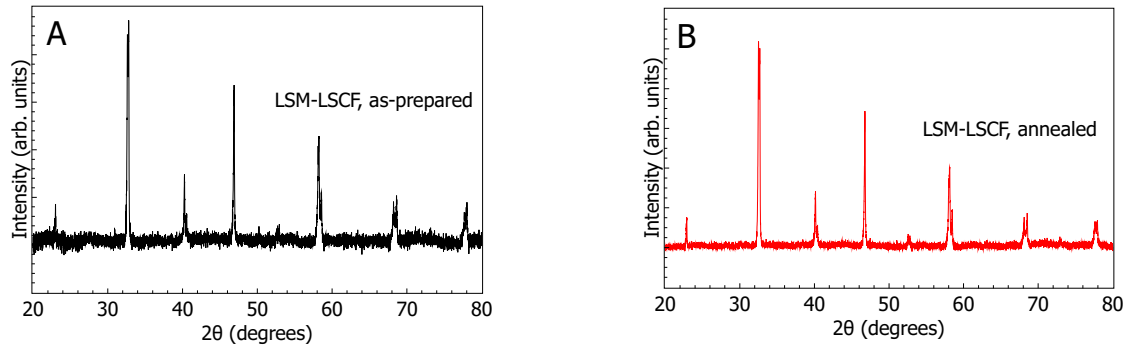 A
LSM-LSCF, as-prepared
Intensity (arb. units)
20 30 40 50 60 70 80
2θ (degrees)
B
LSM-LSCF, annealed
Intensity (arb. units)
20 30 40 50 60 70 80
2θ (degrees)